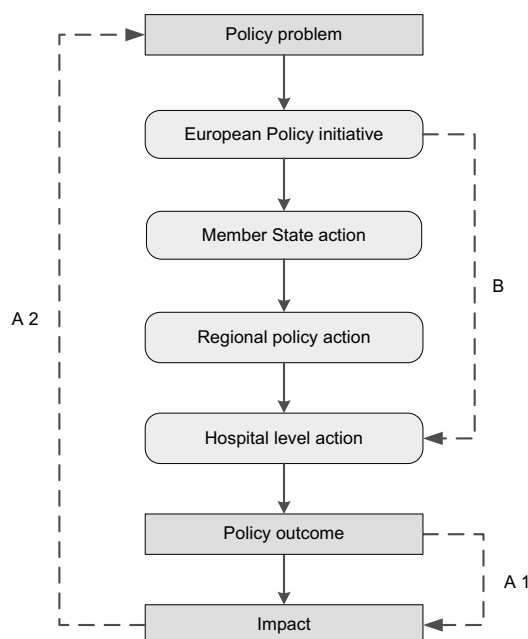 Policy problem
European Policy initiative
Member State action
B
A 2
Regional policy action
Hospital level action
Policy outcome
A 1
Impact